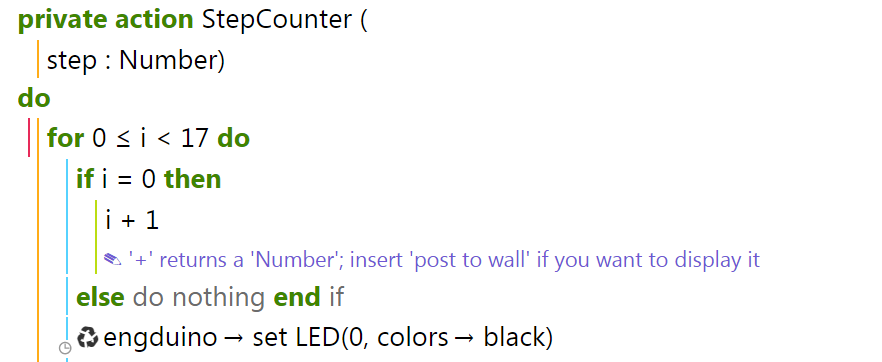 private action StepCounter (
step : Number)
do
for 0 ≤ i < 17 do
if i = 0 then
i + 1
'+' returns a 'Number'; insert 'post to wall' if you want to display it
else do nothing end if
engduino → set LED(0, colors → black)